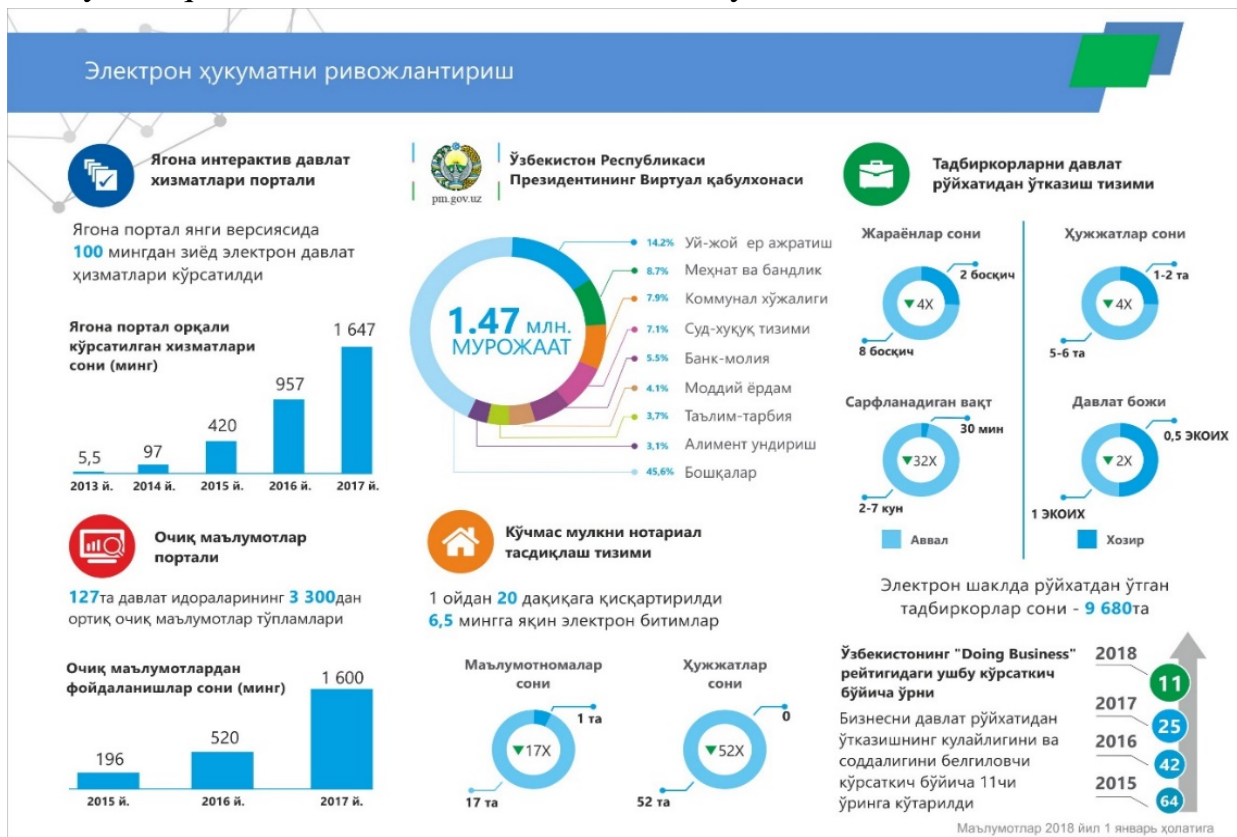 Электрон ҳукуматни ривожлантириш
Ягона интерактив давлат
хизматлари портали
Ягона портал янги версиясида
100 мингдан зиёд электрон давлат
ҳизматлари кўрсатилди
Ягона портал орқали
кўрсатилган хизматлари
сони (минг)
5,5
97
420
957
1 647
2013 й.
2014 й.
2015 й.
2016 й.
2017 й.
Очиқ маълумотлар
портали
127та давлат идораларининг 3 300дан
ортиқ очиқ маълумотлар тўпламлари
Очиқ маълумотлардан
фойдаланишлар сони (минг)
196
520
1 600
2015 й.
2016 й.
2017 й.
pm.gov.uz
Ўзбекистон Республикаси
Президентининг Виртуал қабулхонаси
1.47 млн.
МУРОЖААТ
14.2% Уй-жой ер ажратиш
8.7% Меҳнат ва бандлик
7.9% Коммунал хўжалиги
7.1% Суд-хуқуқ тизими
5.5% Банк-молия
4.1% Моддий ёрдам
3,7% Таълим-тарбия
3,1% Алимент ундириш
45,6% Бошқалар
Кўчмас мулкни нотариал
тасдиқлаш тизими
1 ойдан 20 дақиқага қисқартирилди
6,5 мингга яқин электрон битимлар
Маълумотномалар
сони
1 та
▼17X
17 та
Ҳужжатлар
сони
0
▼52X
52 та
Тадбиркорларни давлат
рўйхатидан ўтказиш тизими
Жараёнлар сони
2 босқич
▼4X
8 босқич
Ҳужжатлар сони
1-2 та
▼4X
5-6 та
Сарфланадиган вақт
30 мин
▼32X
2-7 кун
Давлат божи
0,5 ЭКОИХ
▼2X
1 ЭКОИХ
Аввал
Хозир
Электрон шаклда рўйхатдан ўтган
тадбиркорлар сони - 9 680та
Ўзбекистонинг "Doing Business"
рейтигидаги ушбу кўрсаткич
бўйича ўрни
Бизнесни давлат рўйхатидан
ўтказишнинг кулайлигини ва
соддалигини белгиловчи
кўрсаткич бўйича 11чи
ўринга кўтарилди
2018
11
2017
25
2016
42
2015
64
Маълумотлар 2018 йил 1 январь ҳолатига